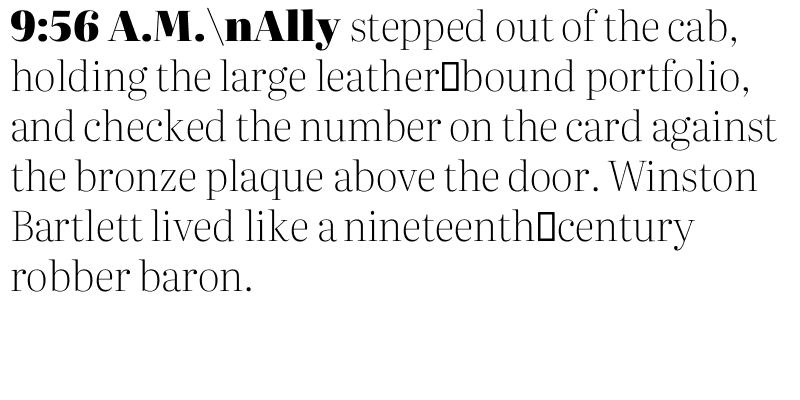 9:56 A.M.\nAlly stepped out of the cab,
holding the large leather▯bound portfolio,
and checked the number on the card against
the bronze plaque above the door. Winston
Bartlett lived like a nineteenth▯century
robber baron.